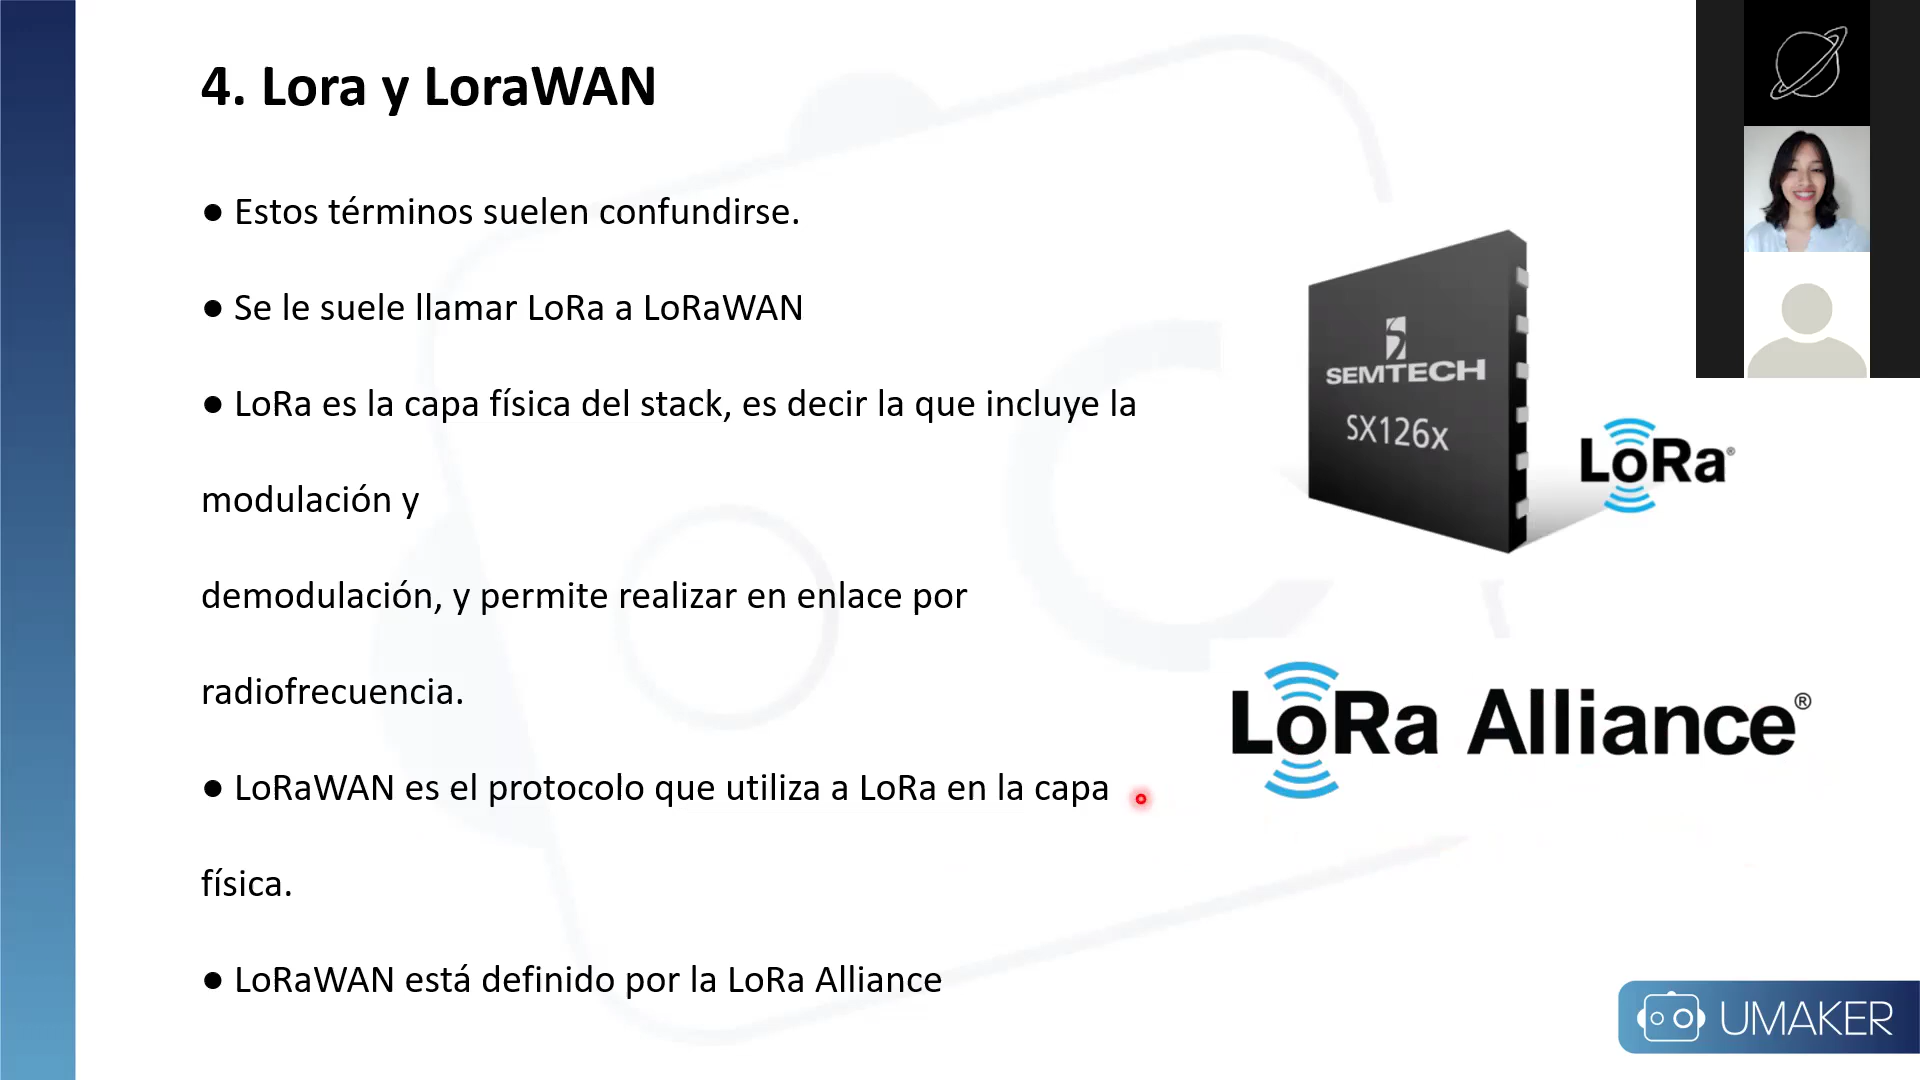 4. Lora y LoraWAN
● Estos términos suelen confundirse.
● Se le suele llamar LoRa a LoRaWAN
● LoRa es la capa física del stack, es decir la que incluye la
modulación y
demodulación, y permite realizar en enlace por
radiofrecuencia.
● LoRaWAN es el protocolo que utiliza a LoRa en la capa
física.
● LoRaWAN está definido por la LoRa Alliance
SEMTECH
SX126x
LoRa®
LoRa Alliance®
UMAKER